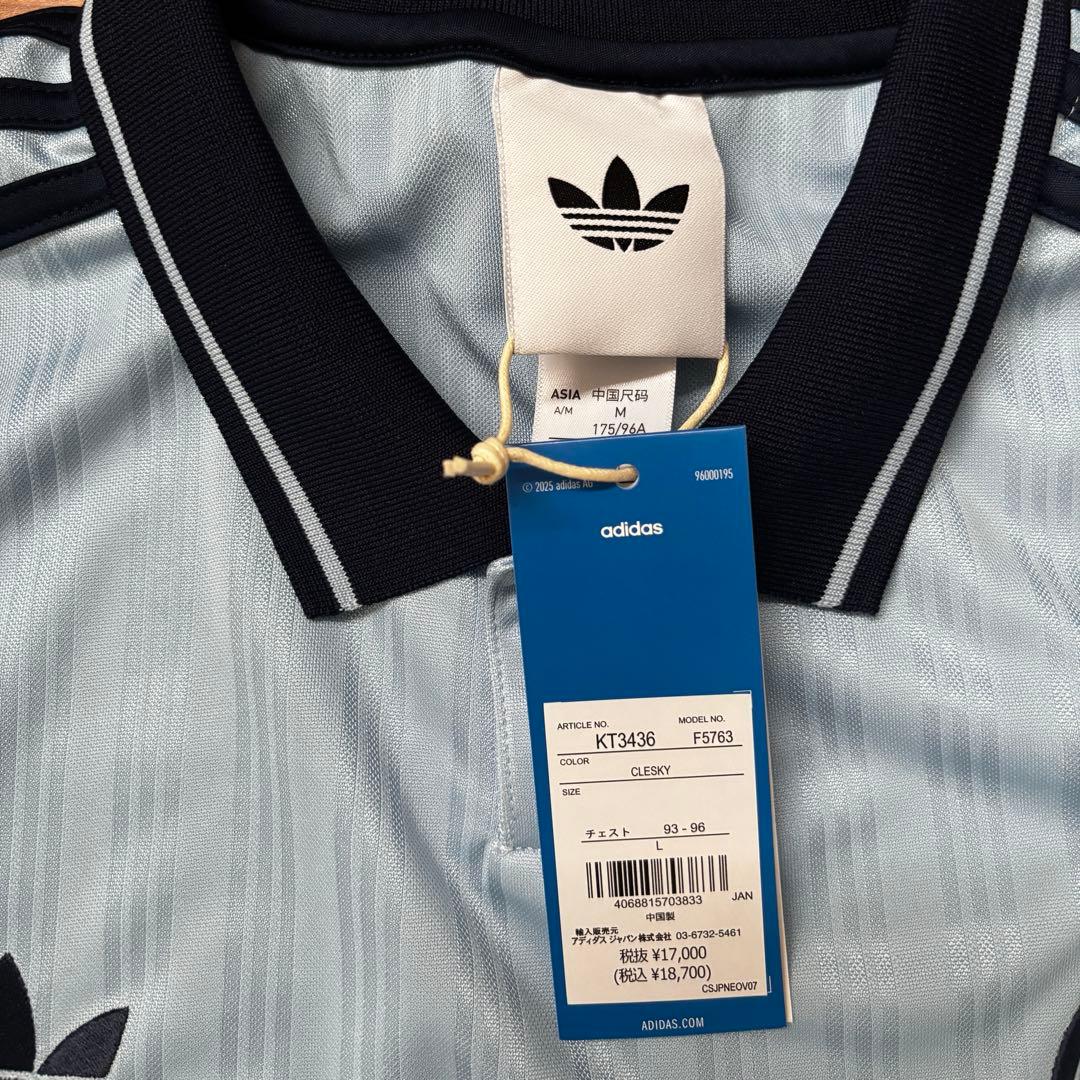 ASIA 中国尺码
A/M M
175/96A
© 2025 adidas AG
96000195
adidas
ARTICLE NO. MODEL NO.
KT3436 F5763
COLOR
CLESKY
SIZE
チェスト 93 - 96
L
4068815703833 JAN
中国製
輸入販売元
アディダス ジャパン株式会社 03-6732-5461
税抜 ¥17,000
(税込 ¥18,700)
CSJPNEOV07
ADIDAS.COM